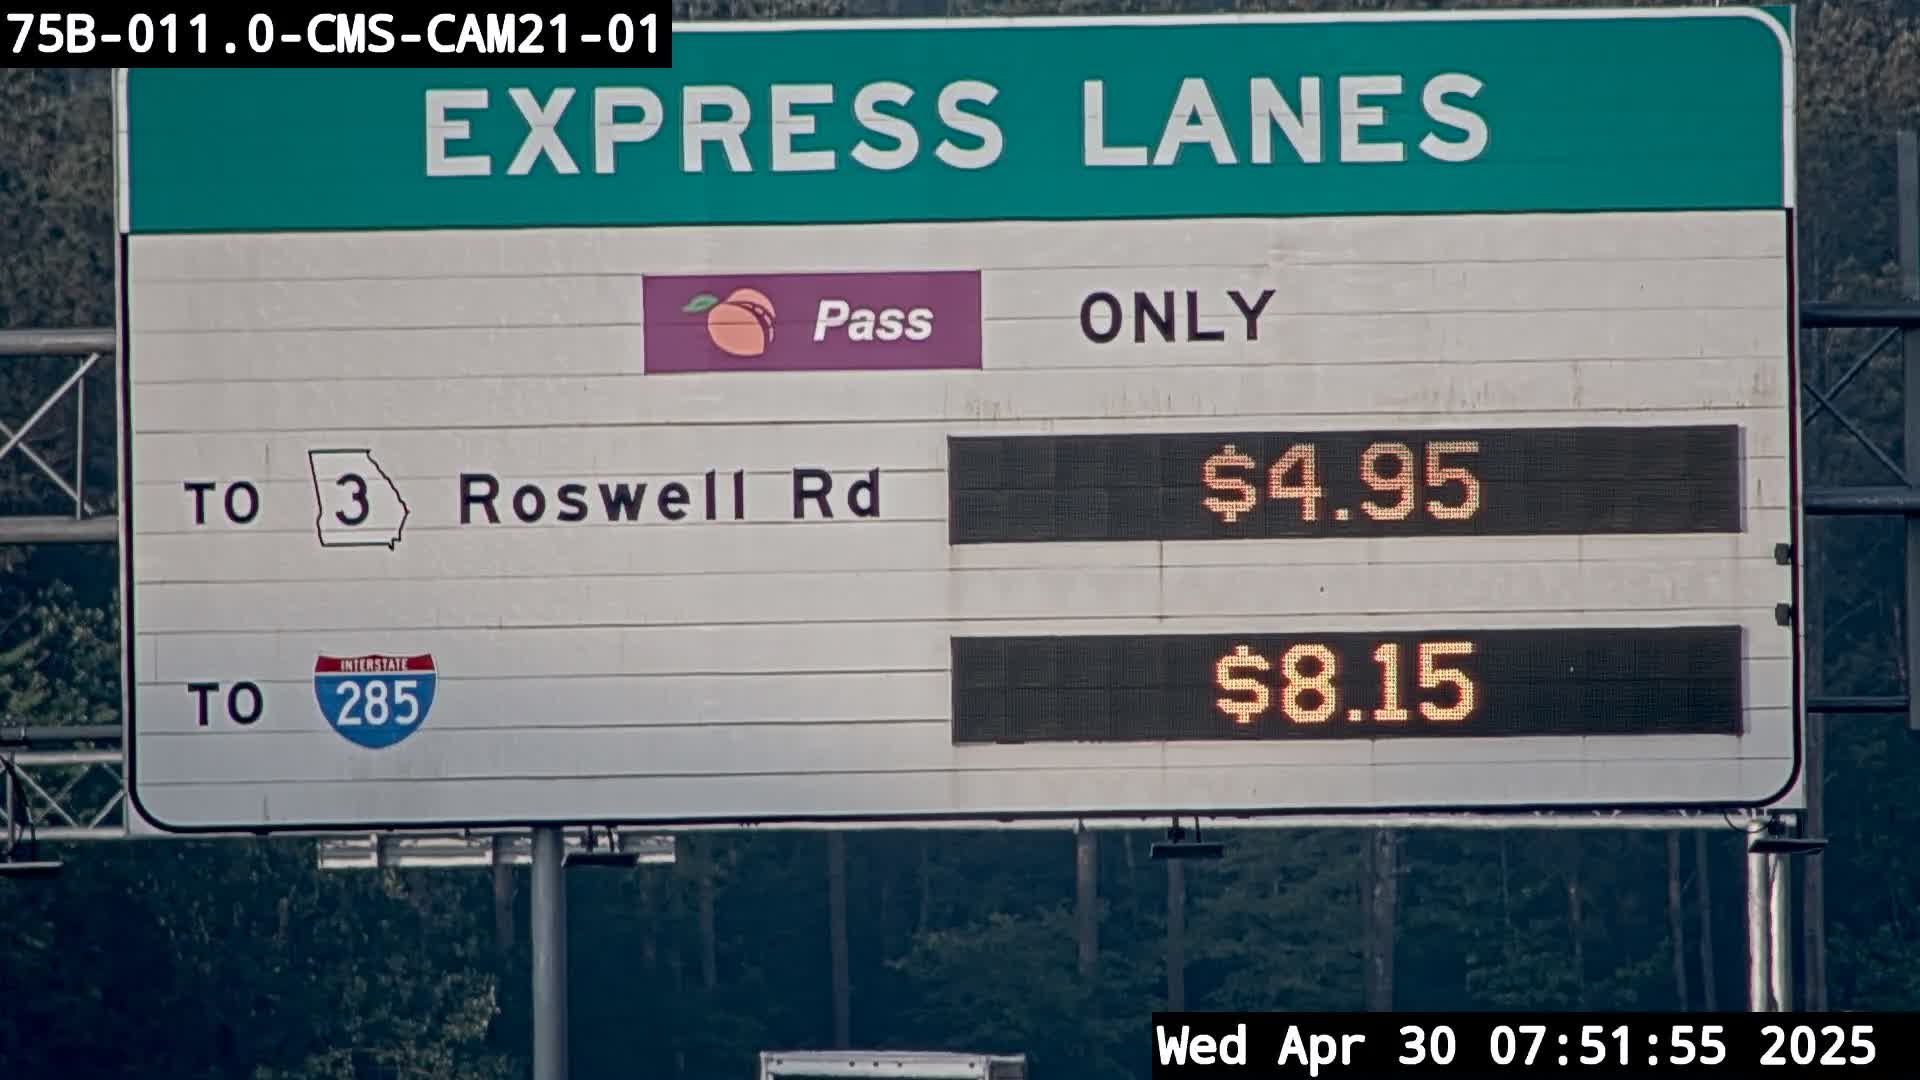 75B-011.0-CMS-CAM21-01
EXPRESS LANES
Pass ONLY
TO 3 Roswell Rd $4.95
INTERSTATE
TO 285 $8.15
Wed Apr 30 07:51:55 2025